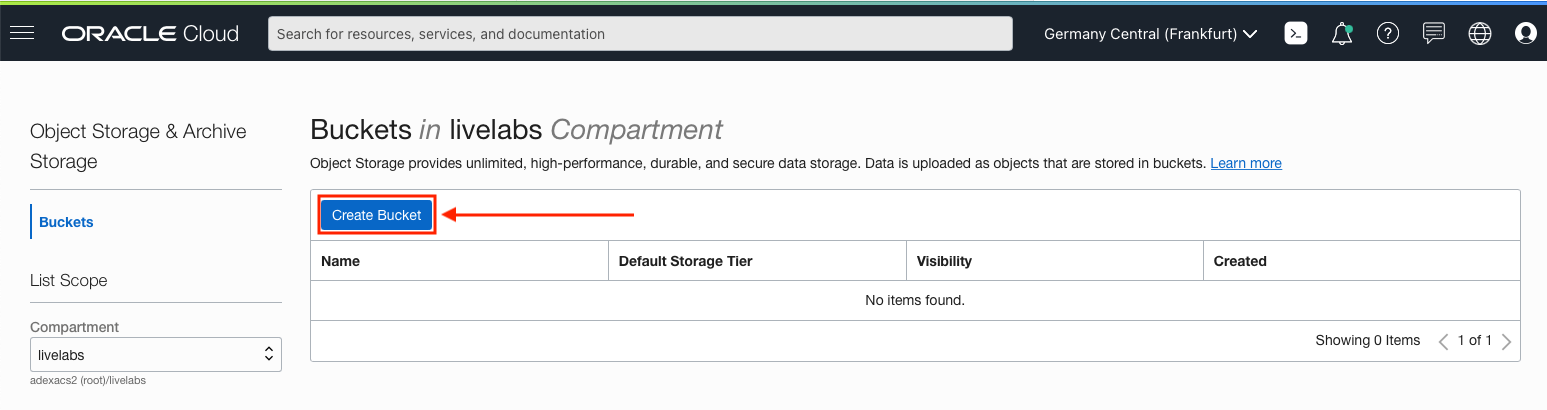 ORACLE Cloud
Search for resources, services, and documentation
Germany Central (Frankfurt)
Object Storage & Archive
Storage
Buckets
List Scope
Compartment
livelabs
adexacs2 (root)/livelabs
Buckets in livelabs Compartment
Object Storage provides unlimited, high-performance, durable, and secure data storage. Data is uploaded as objects that are stored in buckets. Learn more
Create Bucket
Name Default Storage Tier Visibility Created
No items found.
Showing 0 Items 1 of 1